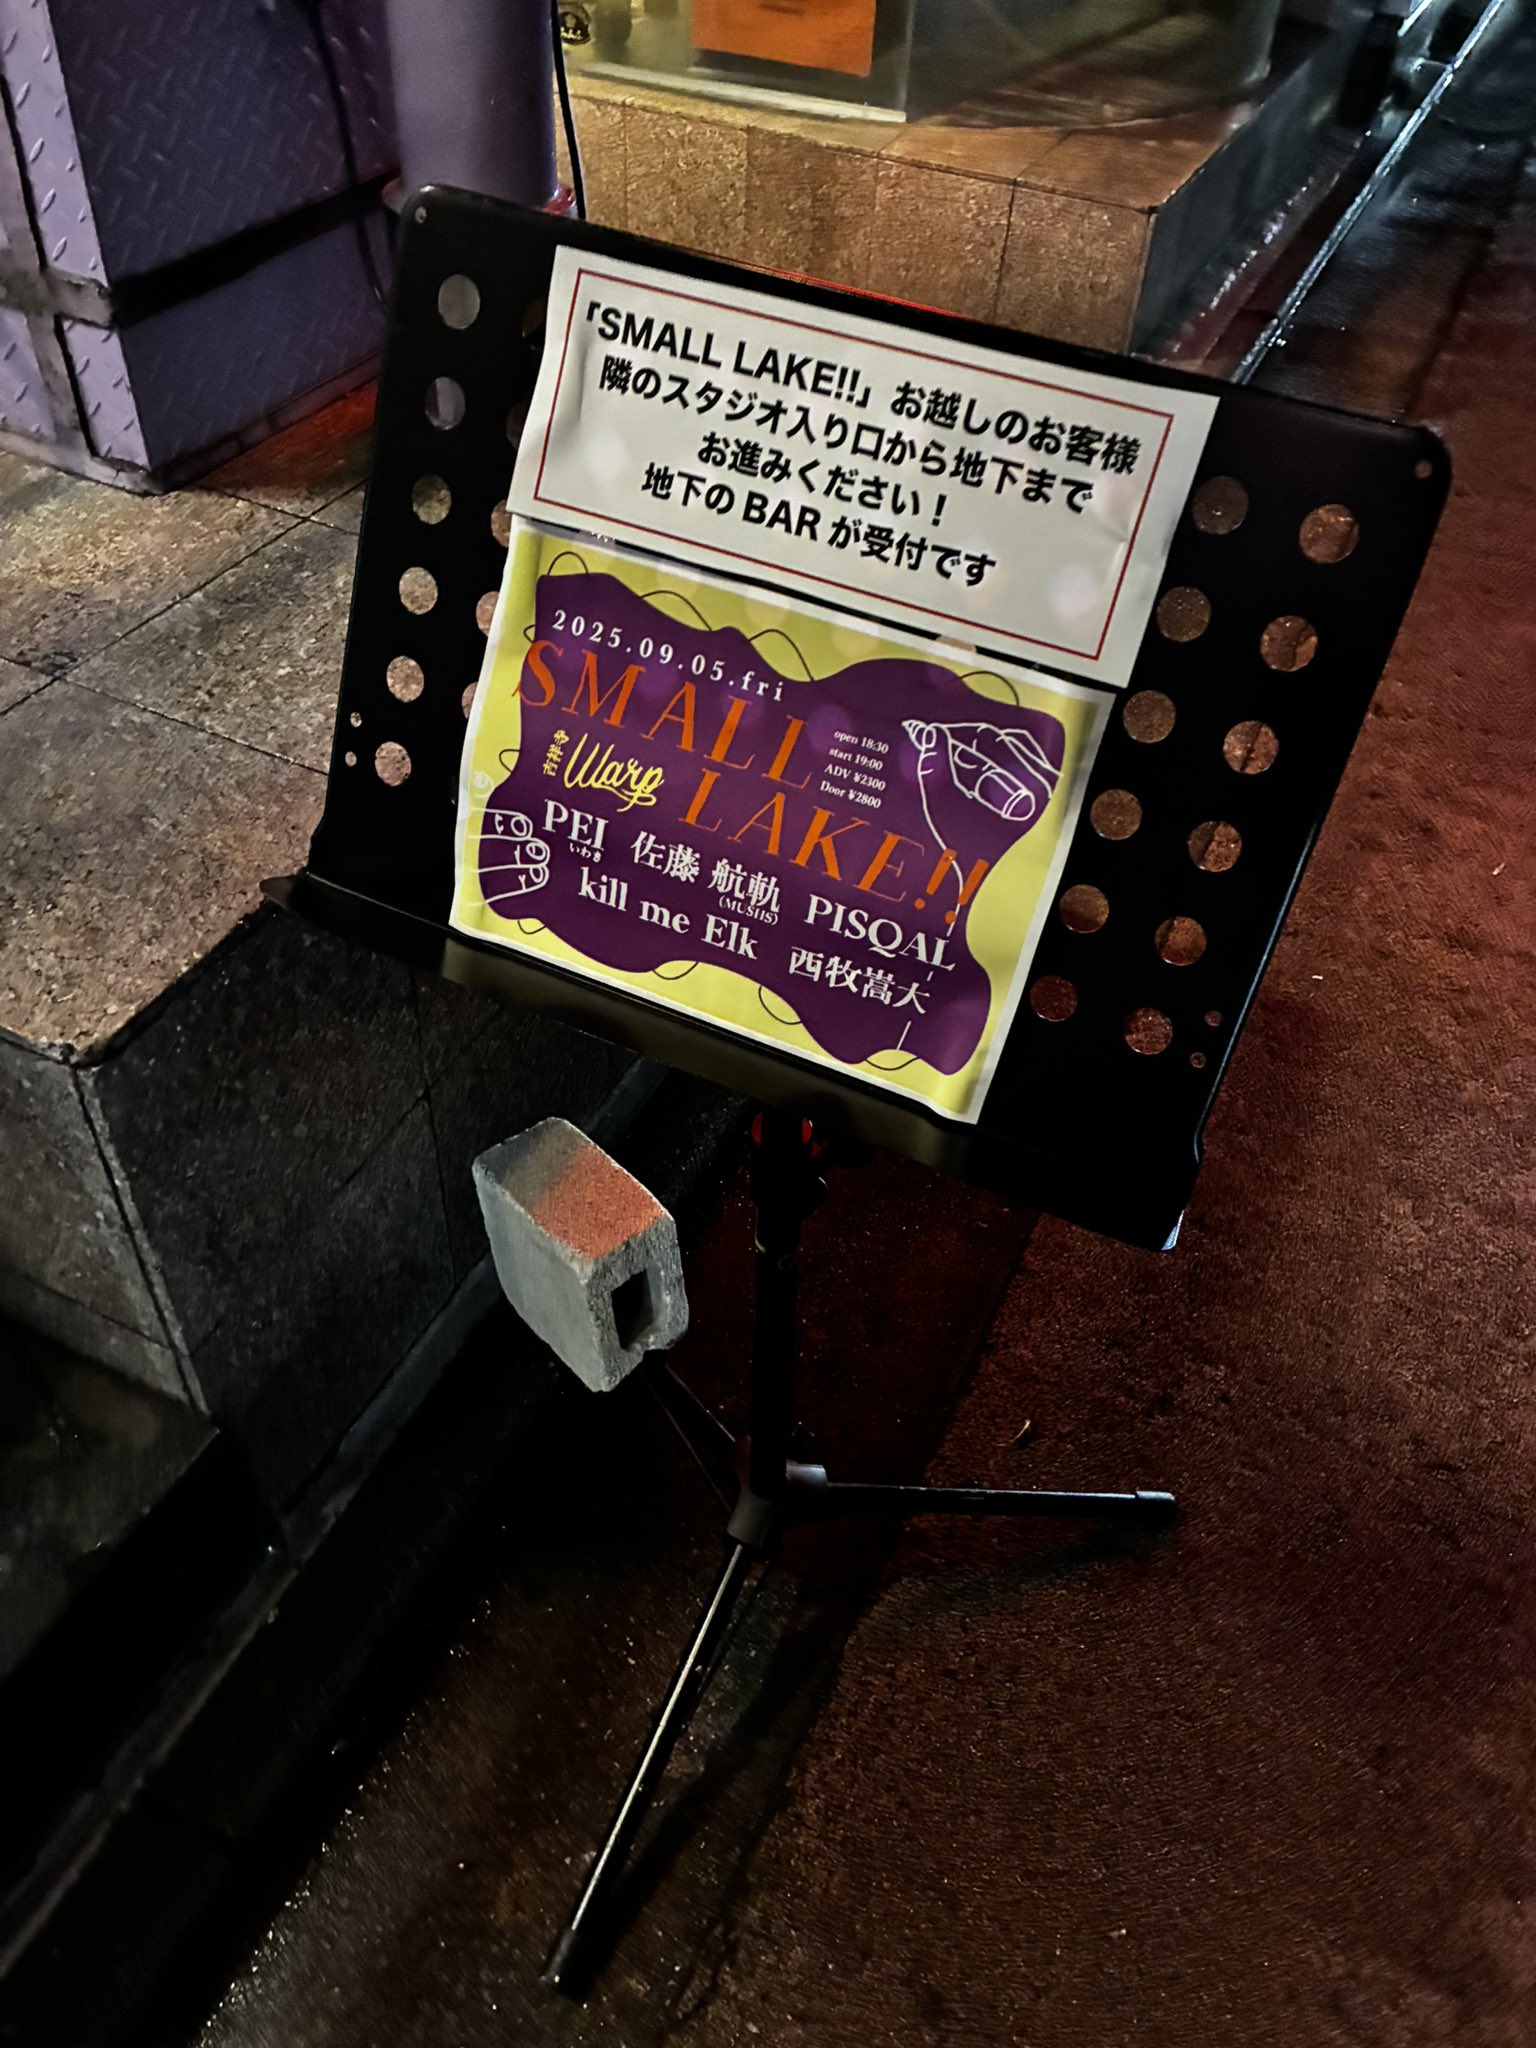 「SMALL LAKE!!」お越しのお客様
隣のスタジオ入り口から地下まで
お進みください！
地下の BAR が受付です
2025.09.05.fri
SMALL
LAKE!!
open 18:30
start 19:00
ADV ¥2300
Door ¥2800
吉祥寺
Warp
PEI
いわき
佐藤 航軌
(MUSHS)
PISQAL
kill me Elk
西牧嵩大